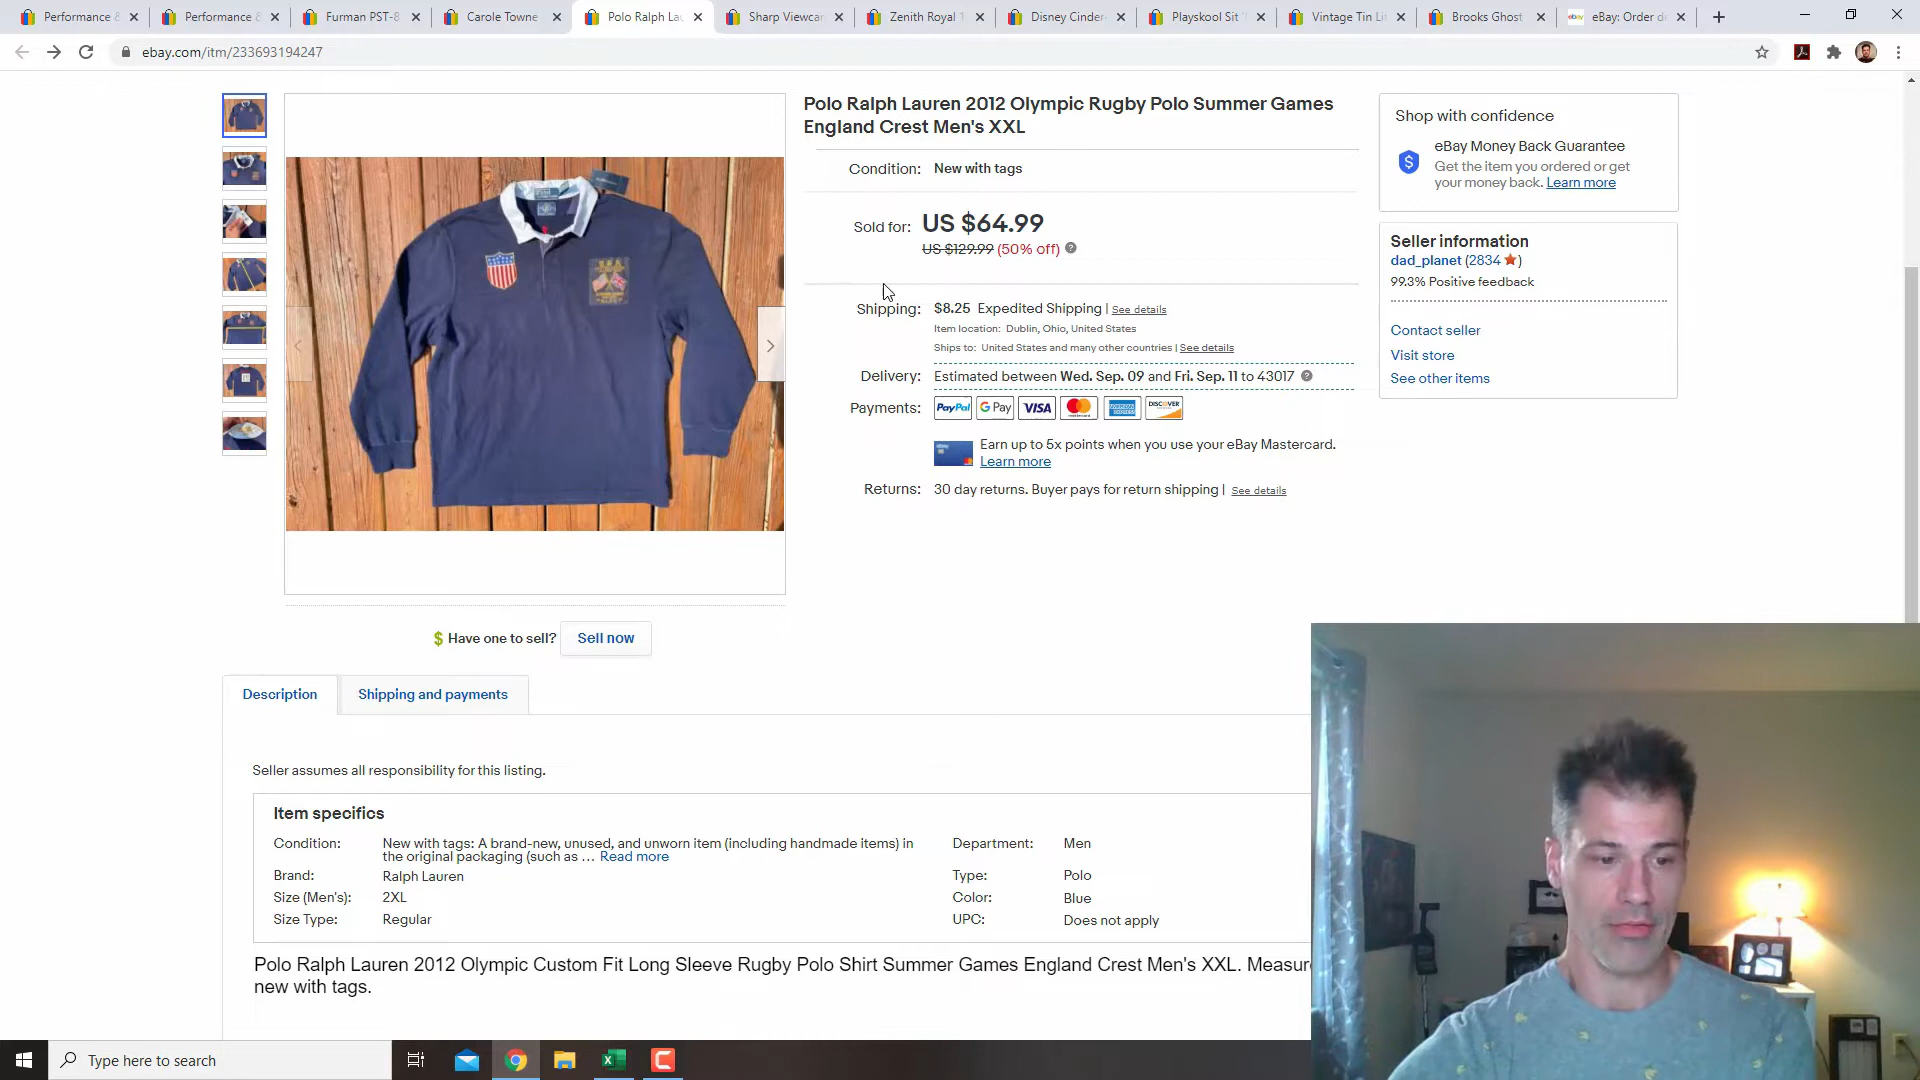 Performance &
Performance &
Furman PST-8
Carole Towne
Polo Ralph Lau
Sharp Viewcar
Zenith Royal
Disney Cinder
Playskool Sit
Vintage Tin Li
Brooks Ghost
eBay: Order de
ebay.com/itm/233693194247
Polo Ralph Lauren 2012 Olympic Rugby Polo Summer Games
England Crest Men's XXL
Condition: New with tags
Sold for: US $64.99
US $129.99 (50% off)
Shipping: $8.25 Expedited Shipping | See details
Item location: Dublin, Ohio, United States
Ships to: United States and many other countries | See details
Delivery: Estimated between Wed. Sep. 09 and Fri. Sep. 11 to 43017
Payments: PayPal G Pay VISA DISCOVER
Earn up to 5x points when you use your eBay Mastercard.
Learn more
Returns: 30 day returns. Buyer pays for return shipping | See details
Shop with confidence
eBay Money Back Guarantee
Get the item you ordered or get
your money back. Learn more
Seller information
dad_planet (2834)
99.3% Positive feedback
Contact seller
Visit store
See other items
$ Have one to sell? Sell now
Description
Shipping and payments
Seller assumes all responsibility for this listing.
Item specifics
Condition: New with tags: A brand-new, unused, and unworn item (including handmade items) in
the original packaging (such as ... Read more
Brand: Ralph Lauren
Size (Men's): 2XL
Size Type: Regular
Department: Men
Type: Polo
Color: Blue
UPC: Does not apply
Polo Ralph Lauren 2012 Olympic Custom Fit Long Sleeve Rugby Polo Shirt Summer Games England Crest Men's XXL. Measur
new with tags.
Type here to search